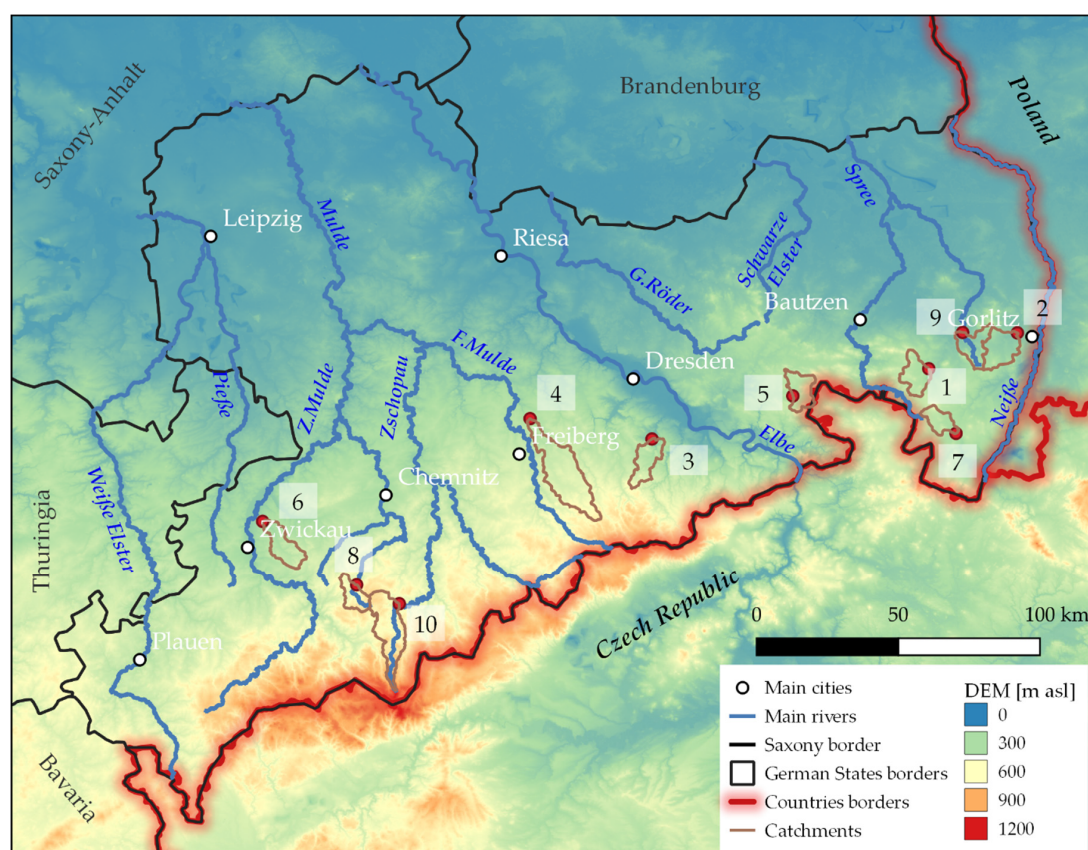 Saxony-Anhalt
Brandenburg
Poland
Leipzig
Mulde
Riesa
Spree
Schwarze
Elster
G.Röder
Bautzen
9
Gorlitz
2
Pieße
Z.Mulde
Zschopau
F.Mulde
Dresden
4
5
1
Neiße
Freiberg
3
Elbe
7
Weiße Elster
Chemnitz
6
Zwickau
Thuringia
8
10
Czech Republic
Plauen
Bavaria
0
50
100 km
Main cities
Main rivers
Saxony border
German States borders
Countries borders
Catchments
DEM [m asl]
0
300
600
900
1200